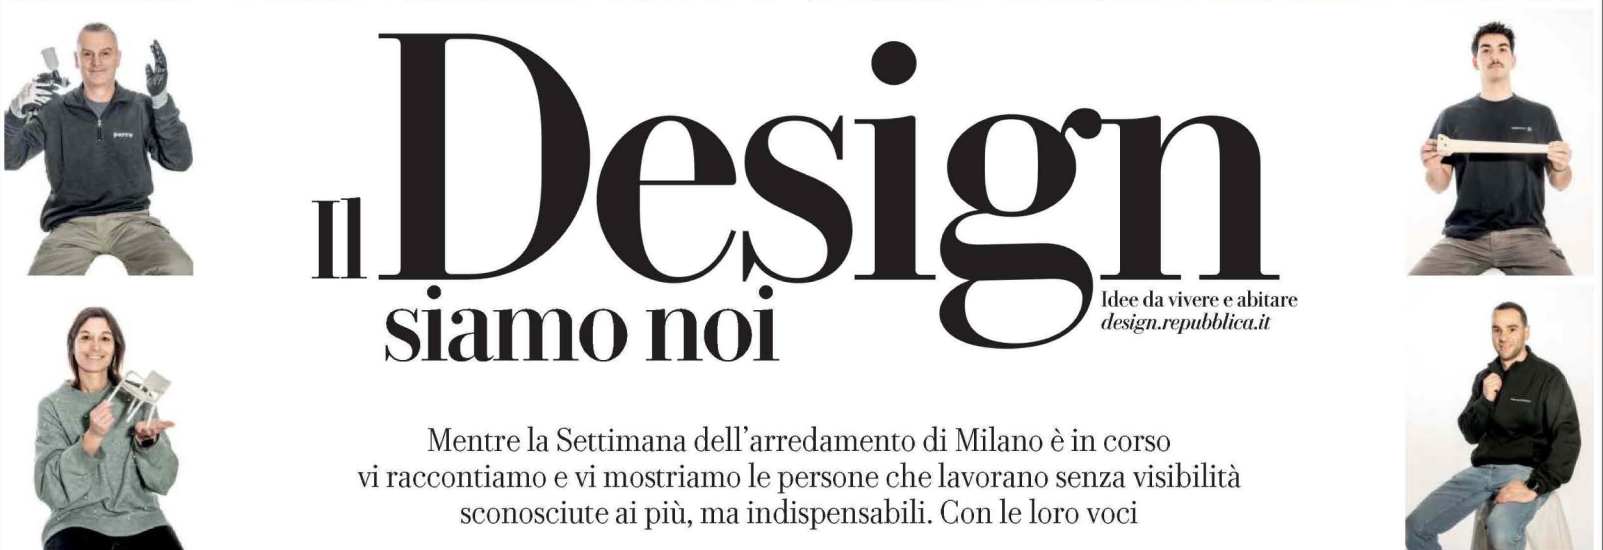 Il Design
siamo noi
Idee da vivere e abitare
design.repubblica.it
Mentre la Settimana dell'arredamento di Milano è in corso
vi raccontiamo e vi mostriamo le persone che lavorano senza visibilità
sconosciute ai più, ma indispensabili. Con le loro voci